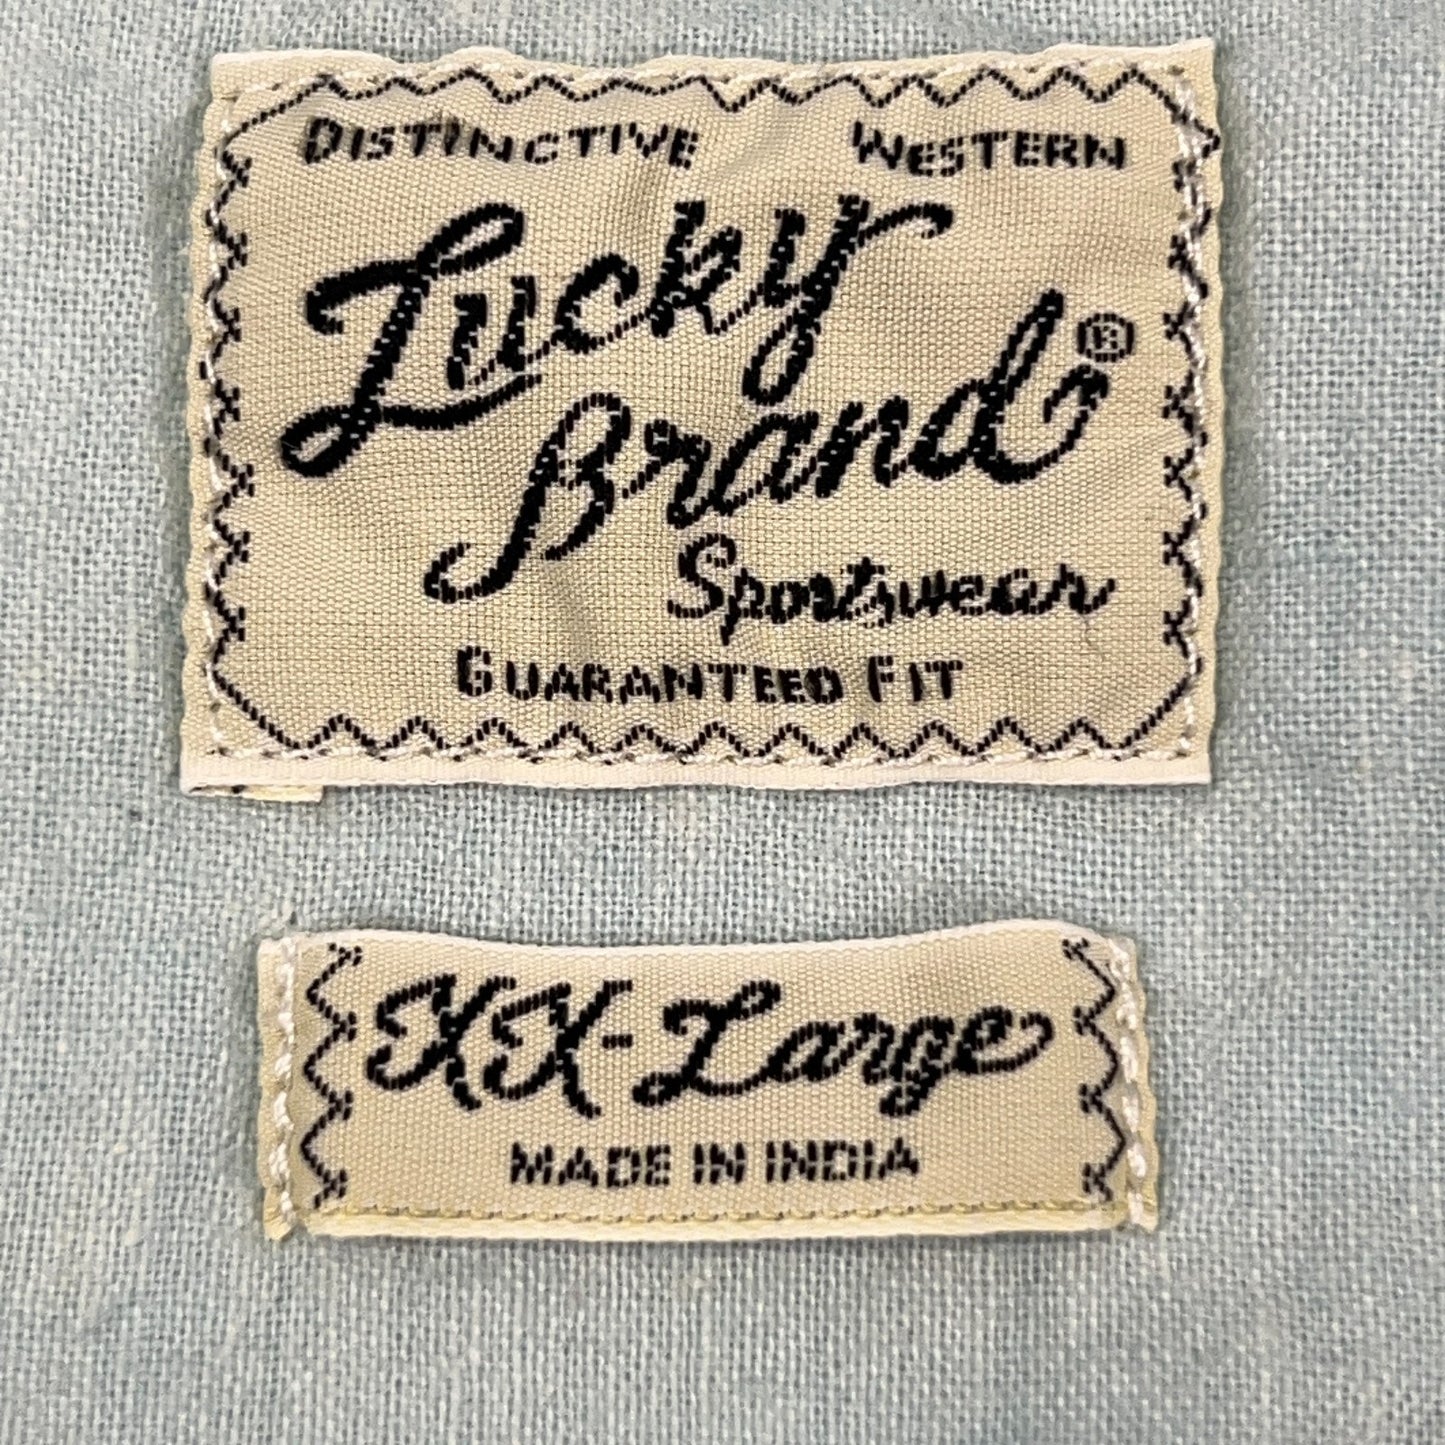 DISTINCTIVE WESTERN
Lucky
Brand®
Sportswear
GUARANTEED FIT
XX-Large
MADE IN INDIA